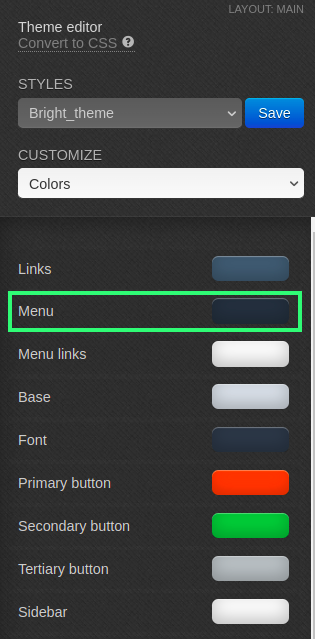 LAYOUT: MAIN
Theme editor
Convert to CSS ?
STYLES
Bright_theme Save
CUSTOMIZE
Colors
Links
Menu
Menu links
Base
Font
Primary button
Secondary button
Tertiary button
Sidebar